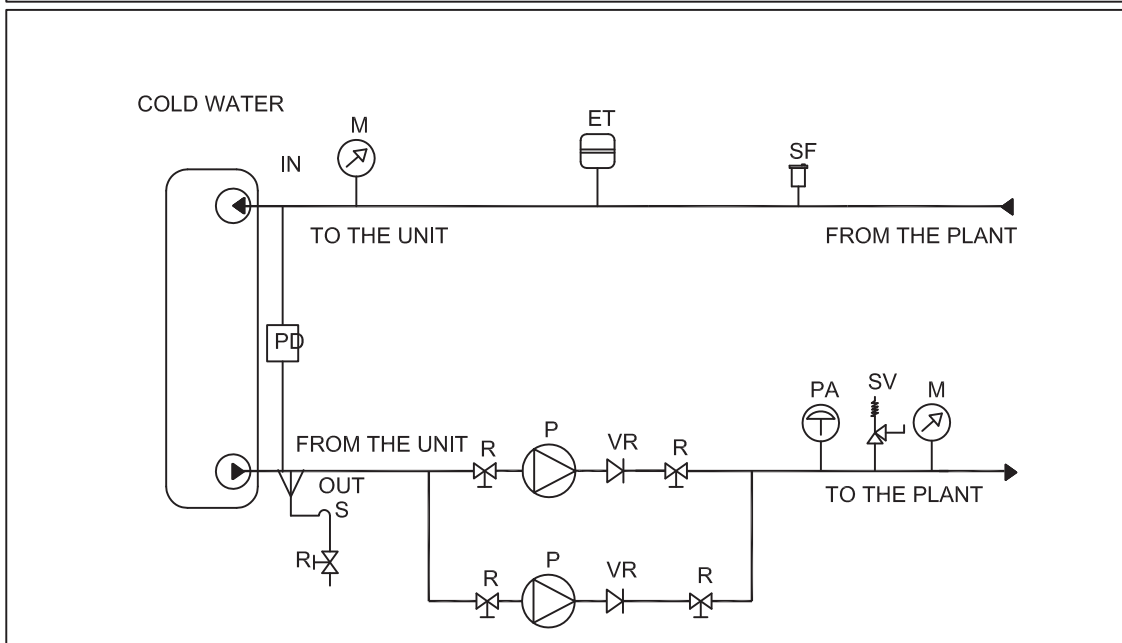 COLD WATER
M
ET
SF
IN
TO THE UNIT
FROM THE PLANT
PD
PA
SV
M
FROM THE UNIT
R
P
VR
R
OUT
TO THE PLANT
S
R
R
P
VR
R